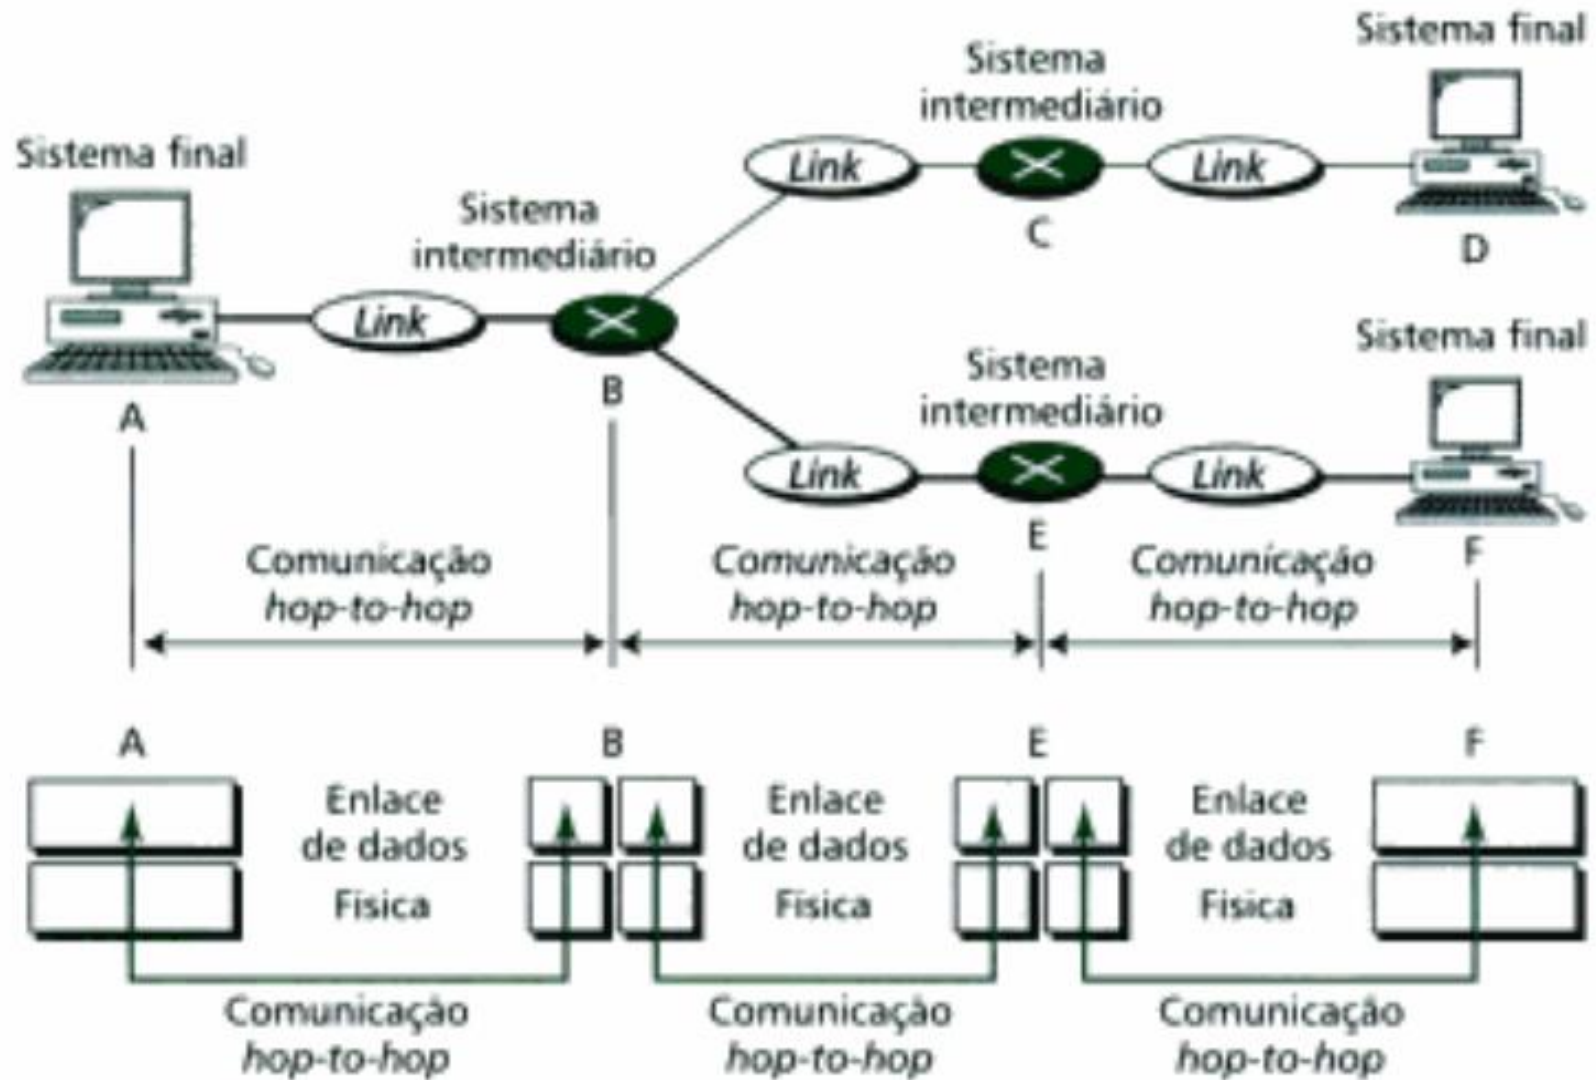 Sistema final
Sistema
intermediário
Sistema final
Sistema
intermediário
Link
Link
C
D
Link
B
A
Sistema final
Sistema
intermediário
Link
Link
E
F
Comunicação
hop-to-hop
Comunicação
hop-to-hop
Comunicação
hop-to-hop
A
B
E
F
Enlace
de dados
Física
Enlace
de dados
Física
Enlace
de dados
Física
Comunicação
hop-to-hop
Comunicação
hop-to-hop
Comunicação
hop-to-hop